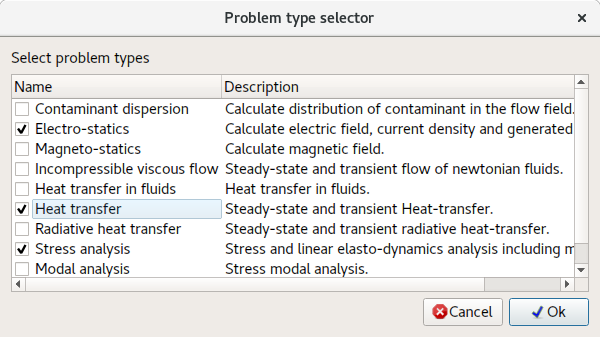 Problem type selector
Select problem types
Name Description
Contaminant dispersion Calculate distribution of contaminant in the flow field.
Electro-statics Calculate electric field, current density and generated
Magneto-statics Calculate magnetic field.
Incompressible viscous flow Steady-state and transient flow of newtonian fluids.
Heat transfer in fluids Heat transfer in fluids.
Heat transfer Steady-state and transient Heat-transfer.
Radiative heat transfer Steady-state and transient radiative heat-transfer.
Stress analysis Stress and linear elasto-dynamics analysis including m
Modal analysis Stress modal analysis.
Cancel Ok